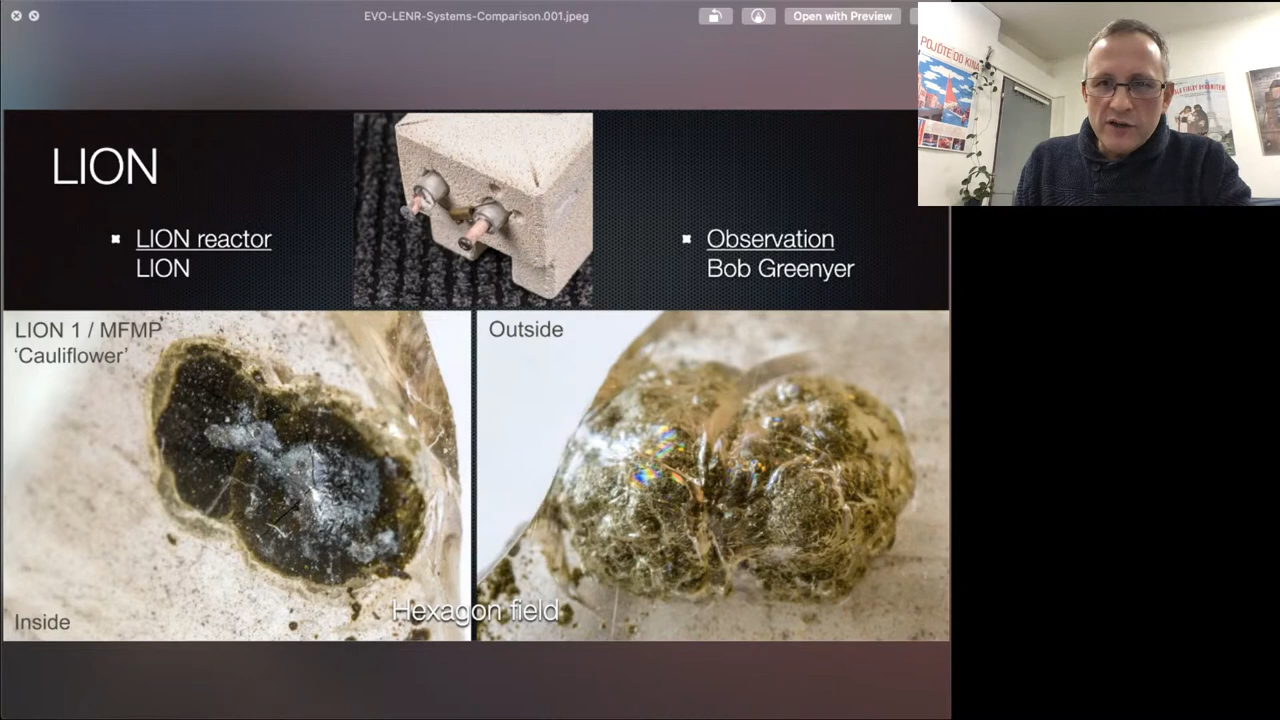 EVO-LENR-Systems-Comparison.001.jpeg
Open with Preview
POJĎTE DO KINA
LION
LION reactor
LION
Observation
Bob Greenyer
LION 1 / MFMP
'Cauliflower'
Outside
Hexagon field
Inside